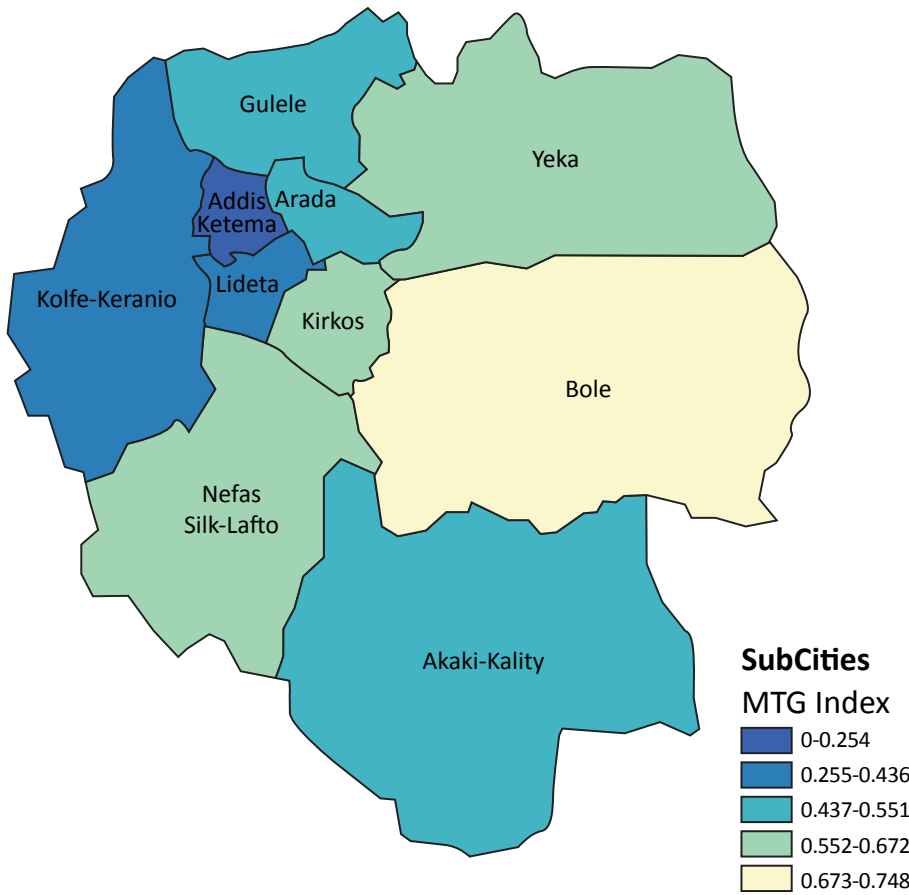 Gulele
Yeka
Addis
Ketema
Arada
Kolfe-Keranio
Lideta
Kirkos
Bole
Nefas
Silk-Lafto
Akaki-Kality
SubCities
MTG Index
0-0.254
0.255-0.436
0.437-0.551
0.552-0.672
0.673-0.748